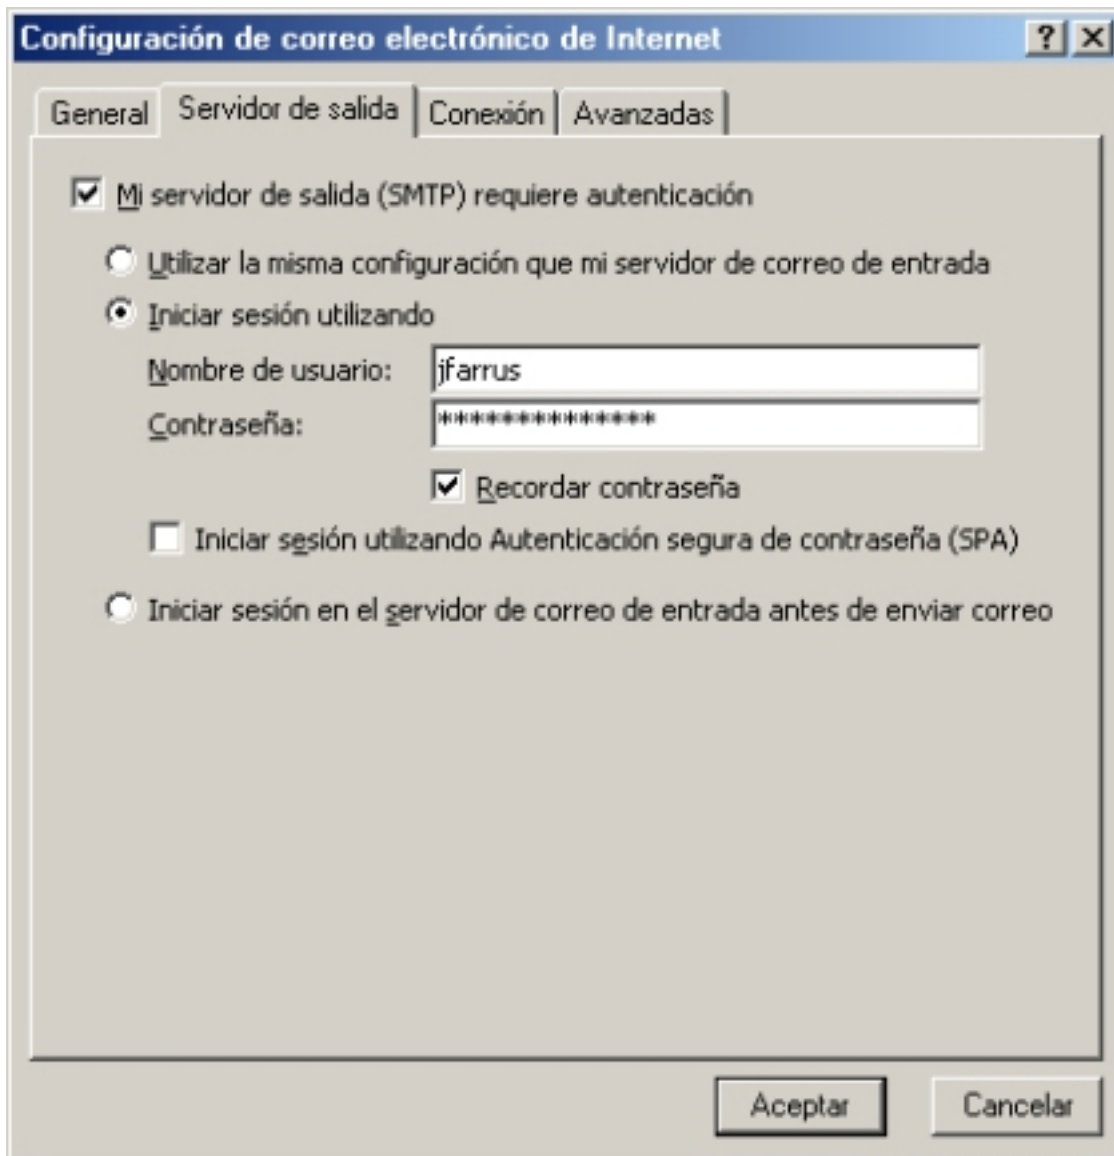 Configuración de correo electrónico de Internet
General Servidor de salida Conexión Avanzadas
Mi servidor de salida (SMTP) requiere autenticación
Utilizar la misma configuración que mi servidor de correo de entrada
Iniciar sesión utilizando
Nombre de usuario: jfarrus
Contraseña: **************
Recordar contraseña
Iniciar sesión utilizando Autenticación segura de contraseña (SPA)
Iniciar sesión en el servidor de correo de entrada antes de enviar correo
Aceptar Cancelar